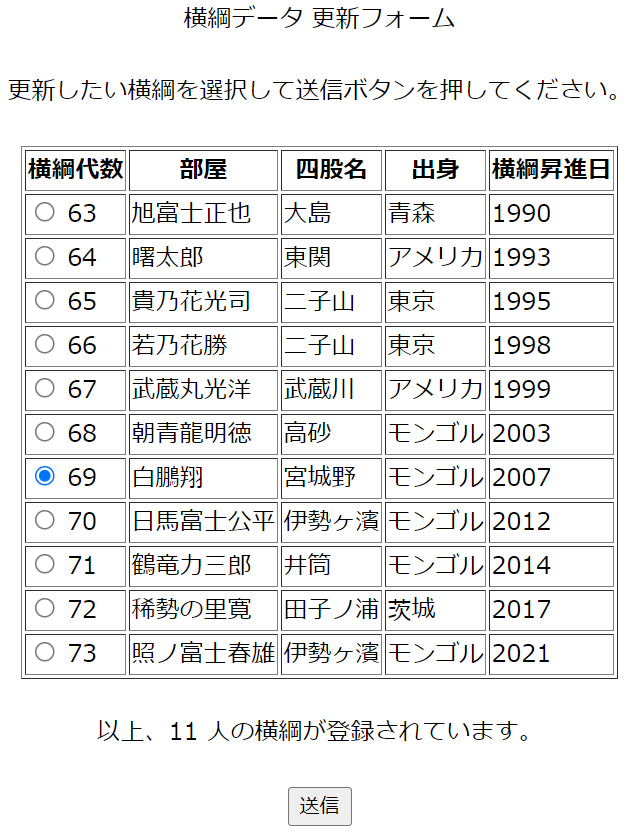 横綱データ 更新フォーム
更新したい横綱を選択して送信ボタンを押してください。
横綱代数 部屋 四股名 出身 横綱昇進日
63 旭富士正也 大島 青森 1990
64 曙太郎 東関 アメリカ 1993
65 貴乃花光司 二子山 東京 1995
66 若乃花勝 二子山 東京 1998
67 武蔵丸光洋 武蔵川 アメリカ 1999
68 朝青龍明徳 高砂 モンゴル 2003
69 白鵬翔 宮城野 モンゴル 2007
70 日馬富士公平 伊勢ヶ濱 モンゴル 2012
71 鶴竜力三郎 井筒 モンゴル 2014
72 稀勢の里寛 田子ノ浦 茨城 2017
73 照ノ富士春雄 伊勢ヶ濱 モンゴル 2021
以上、11 人の横綱が登録されています。
送信